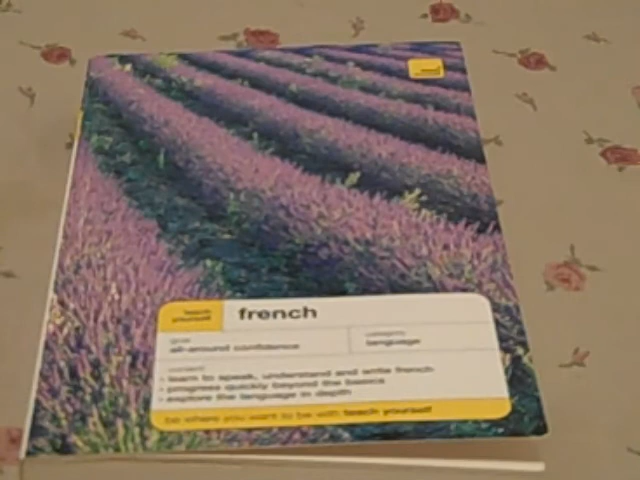 teach
yourself
french
goal
all-around confidence
category
language
content
• learn to speak, understand and write french
• progress quickly beyond the basics
• explore the language in depth
be where you want to be with teach yourself